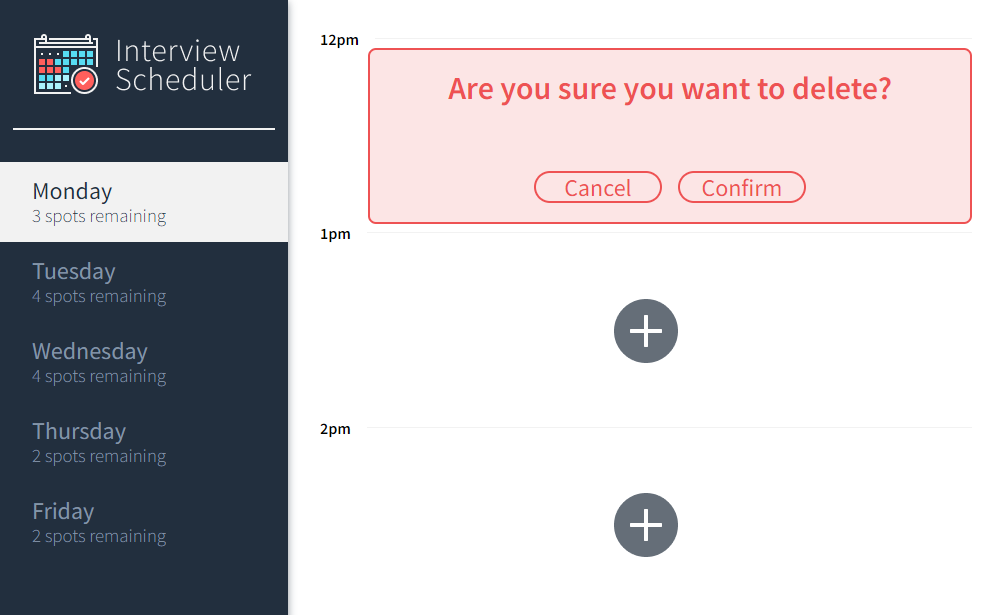 Interview
Scheduler
Monday
3 spots remaining
Tuesday
4 spots remaining
Wednesday
4 spots remaining
Thursday
2 spots remaining
Friday
2 spots remaining
12pm
Are you sure you want to delete?
Cancel Confirm
1pm
2pm